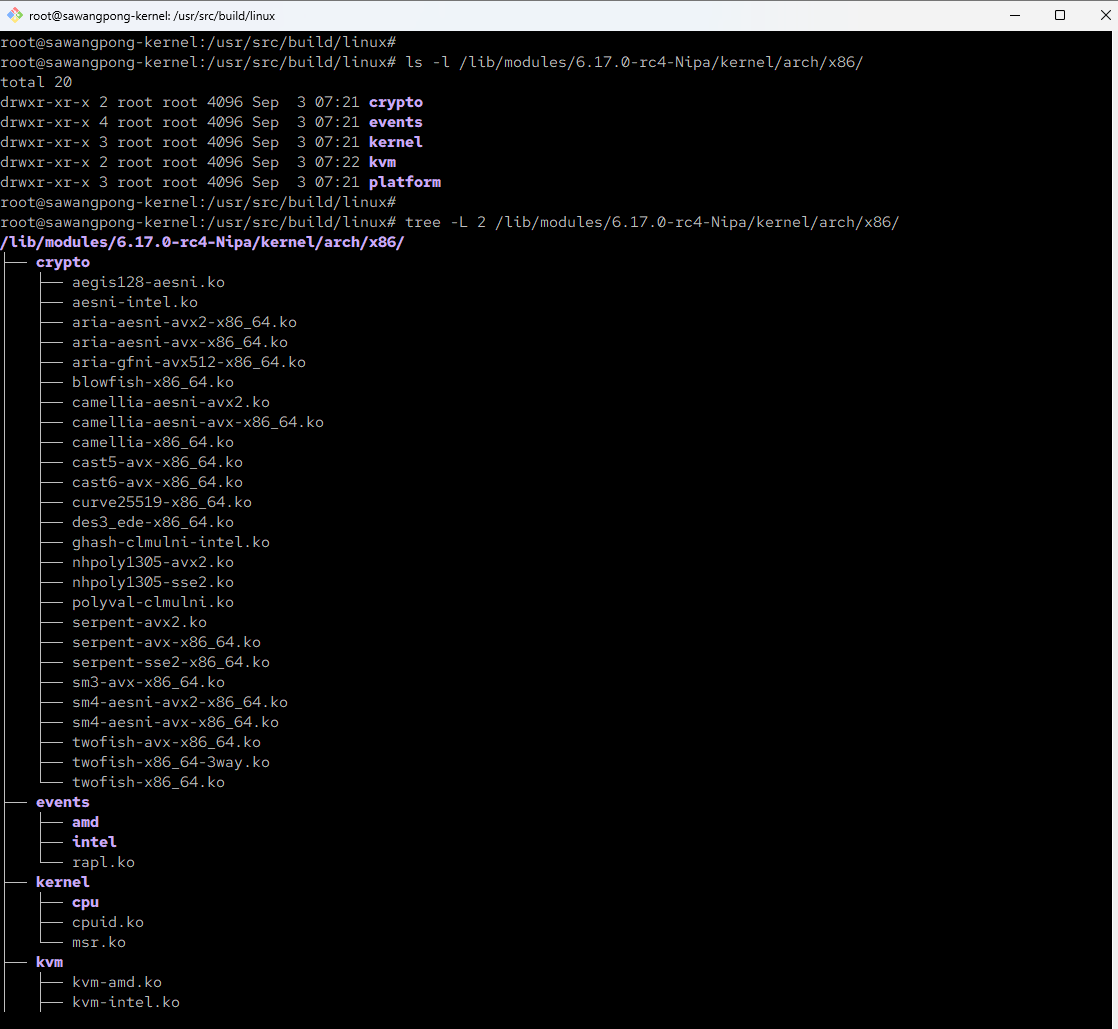 root@sawangpong-kernel: /usr/src/build/linux
root@sawangpong-kernel:/usr/src/build/linux#
root@sawangpong-kernel:/usr/src/build/linux# ls -l /lib/modules/6.17.0-rc4-Nipa/kernel/arch/x86/
total 20
drwxr-xr-x 2 root root 4096 Sep  3 07:21 crypto
drwxr-xr-x 4 root root 4096 Sep  3 07:21 events
drwxr-xr-x 3 root root 4096 Sep  3 07:21 kernel
drwxr-xr-x 2 root root 4096 Sep  3 07:22 kvm
drwxr-xr-x 3 root root 4096 Sep  3 07:21 platform
root@sawangpong-kernel:/usr/src/build/linux#
root@sawangpong-kernel:/usr/src/build/linux# tree -L 2 /lib/modules/6.17.0-rc4-Nipa/kernel/arch/x86/
/lib/modules/6.17.0-rc4-Nipa/kernel/arch/x86/
├── crypto
│   ├── aegis128-aesni.ko
│   ├── aesni-intel.ko
│   ├── aria-aesni-avx2-x86_64.ko
│   ├── aria-aesni-avx-x86_64.ko
│   ├── aria-gfni-avx512-x86_64.ko
│   ├── blowfish-x86_64.ko
│   ├── camellia-aesni-avx2.ko
│   ├── camellia-aesni-avx-x86_64.ko
│   ├── camellia-x86_64.ko
│   ├── cast5-avx-x86_64.ko
│   ├── cast6-avx-x86_64.ko
│   ├── curve25519-x86_64.ko
│   ├── des3_ede-x86_64.ko
│   ├── ghash-clmulni-intel.ko
│   ├── nhpoly1305-avx2.ko
│   ├── nhpoly1305-sse2.ko
│   ├── polyval-clmulni.ko
│   ├── serpent-avx2.ko
│   ├── serpent-avx-x86_64.ko
│   ├── serpent-sse2-x86_64.ko
│   ├── sm3-avx-x86_64.ko
│   ├── sm4-aesni-avx2-x86_64.ko
│   ├── sm4-aesni-avx-x86_64.ko
│   ├── twofish-avx-x86_64.ko
│   ├── twofish-x86_64-3way.ko
│   └── twofish-x86_64.ko
├── events
│   ├── amd
│   ├── intel
│   └── rapl.ko
├── kernel
│   ├── cpu
│   ├── cpuid.ko
│   └── msr.ko
├── kvm
│   ├── kvm-amd.ko
│   ├── kvm-intel.ko